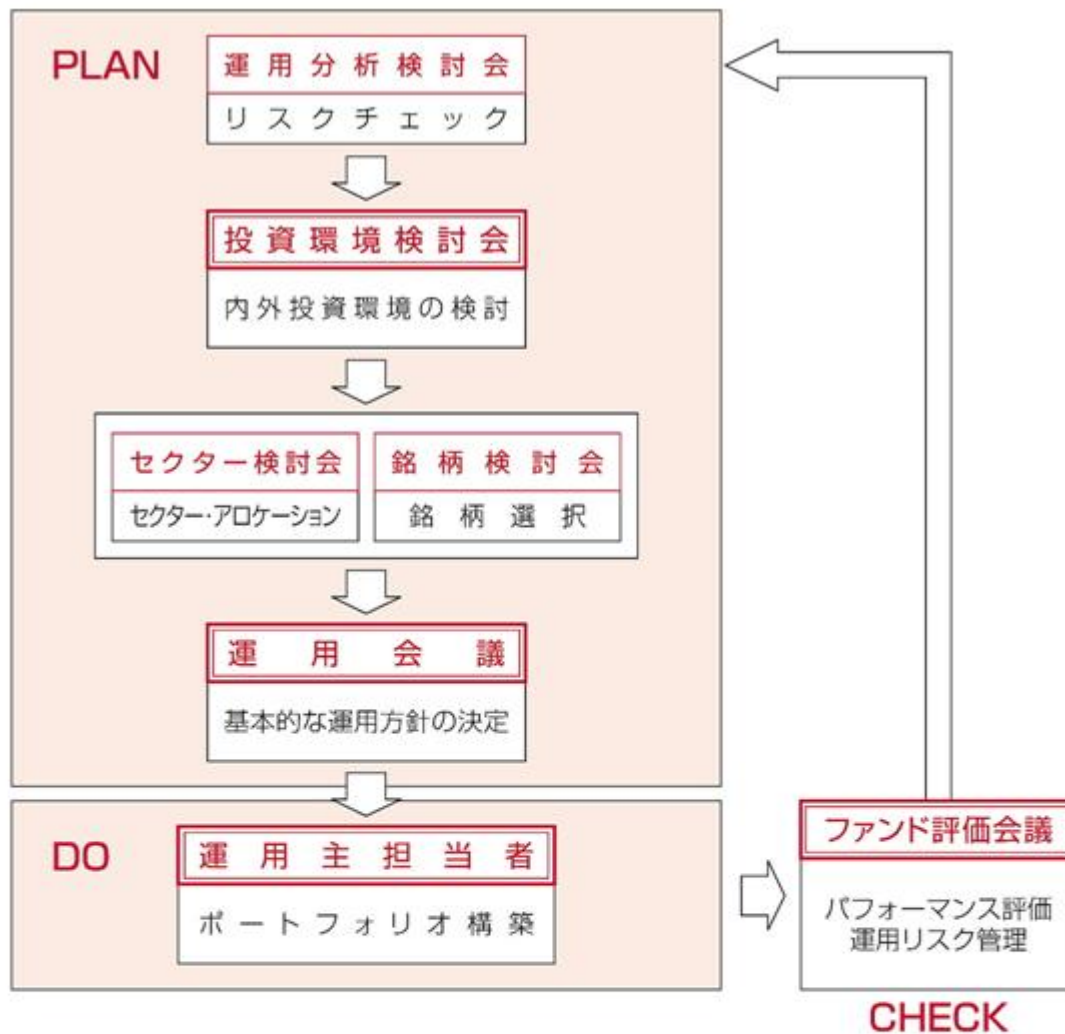 PLAN
運用分析検討会
リスクチェック
投資環境検討会
内外投資環境の検討
セクター検討会
セクター・アロケーション
銘柄検討会
銘柄選択
運用会議
基本的な運用方針の決定
DO
運用主担当者
ポートフォリオ構築
ファンド評価会議
パフォーマンス評価
運用リスク管理
CHECK